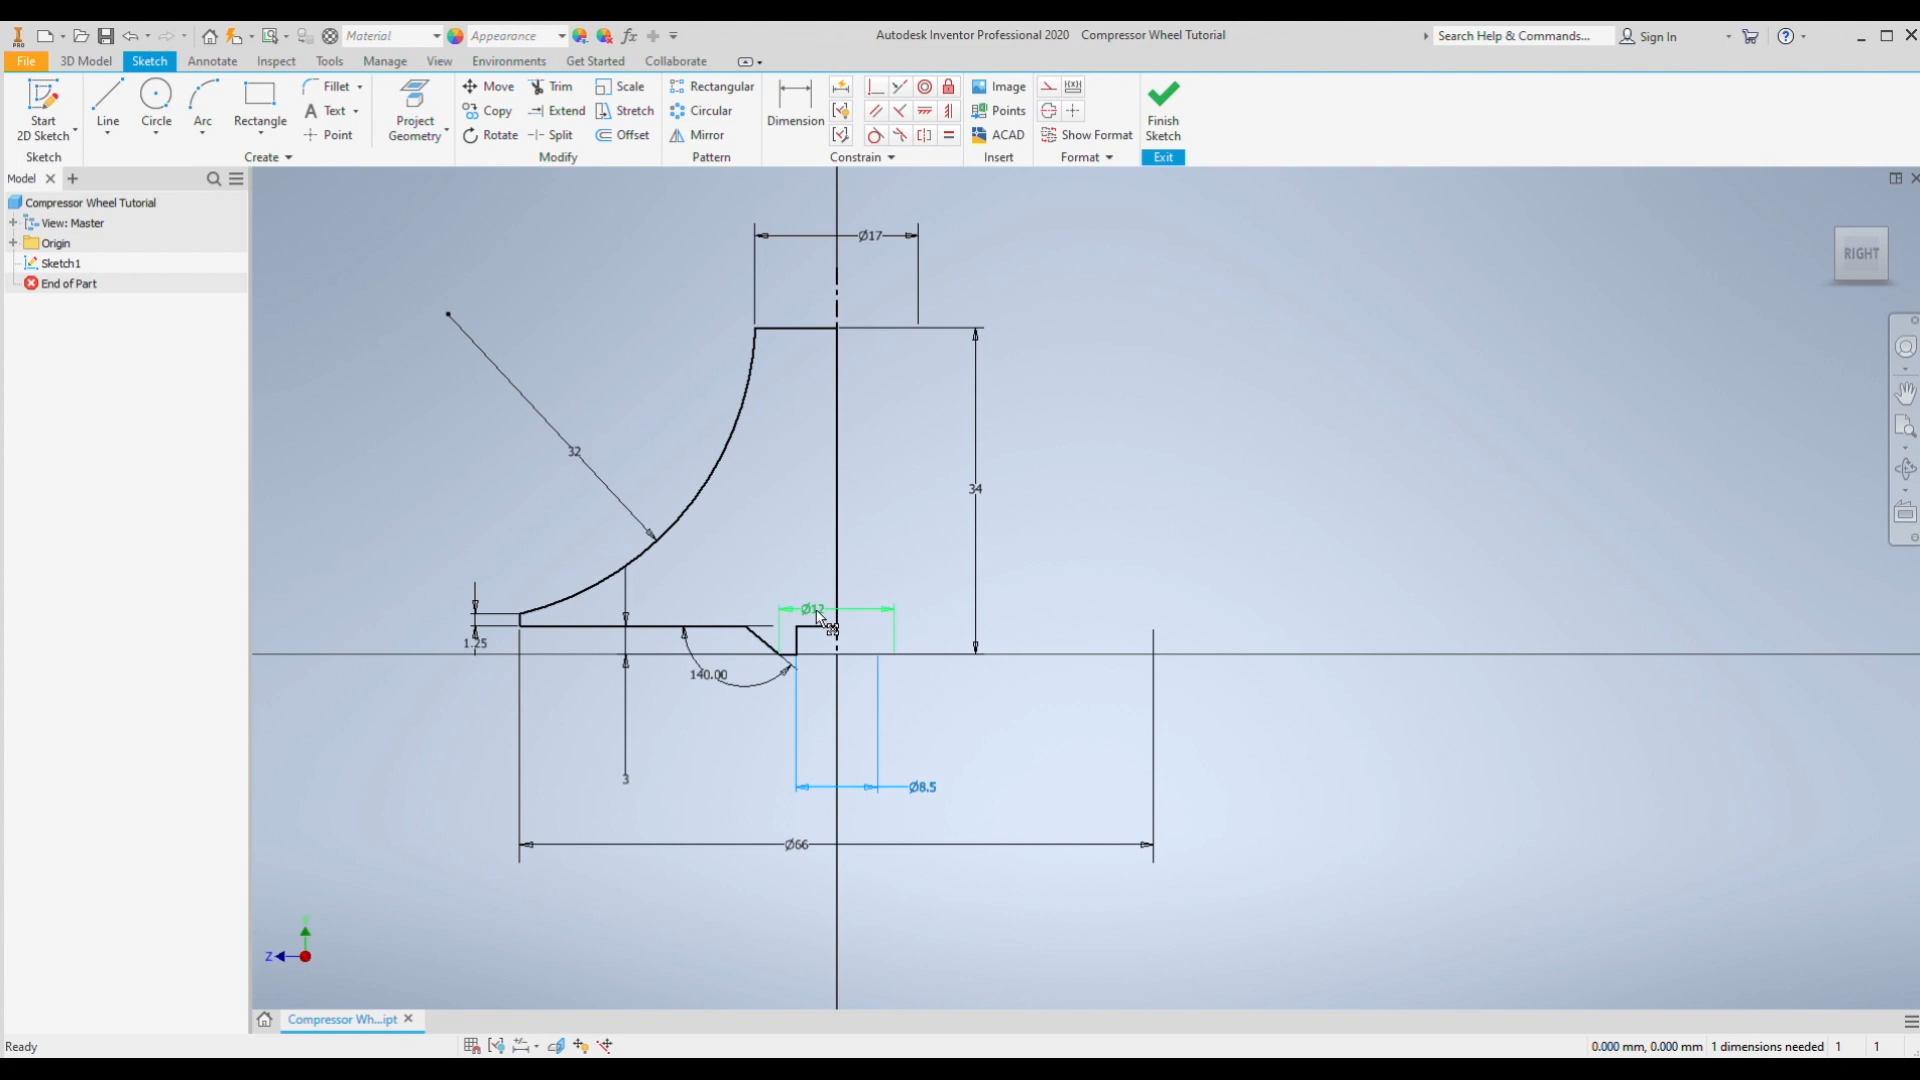 PRO
Material
Appearance
fx
Autodesk Inventor Professional 2020 Compressor Wheel Tutorial
Search Help & Commands...
Sign In
File
3D Model
Sketch
Annotate
Inspect
Tools
Manage
View
Environments
Get Started
Collaborate
Start
2D Sketch
Sketch
Line
Circle
Arc
Rectangle
Fillet
A Text
Point
Create
Project
Geometry
Move
Copy
Rotate
Trim
Extend
Split
Scale
Stretch
Offset
Modify
Rectangular
Circular
Mirror
Pattern
Dimension
Constrain
Image
Points
ACAD
Insert
Show Format
Format
Finish
Sketch
Exit
Model
Compressor Wheel Tutorial
View: Master
Origin
Sketch1
End of Part
RIGHT
Ø17
32
34
Ø12
1.25
140.00
3
Ø8.5
Ø66
Z
Compressor Wh...ipt
Ready
0.000 mm, 0.000 mm 1 dimensions needed 1 1